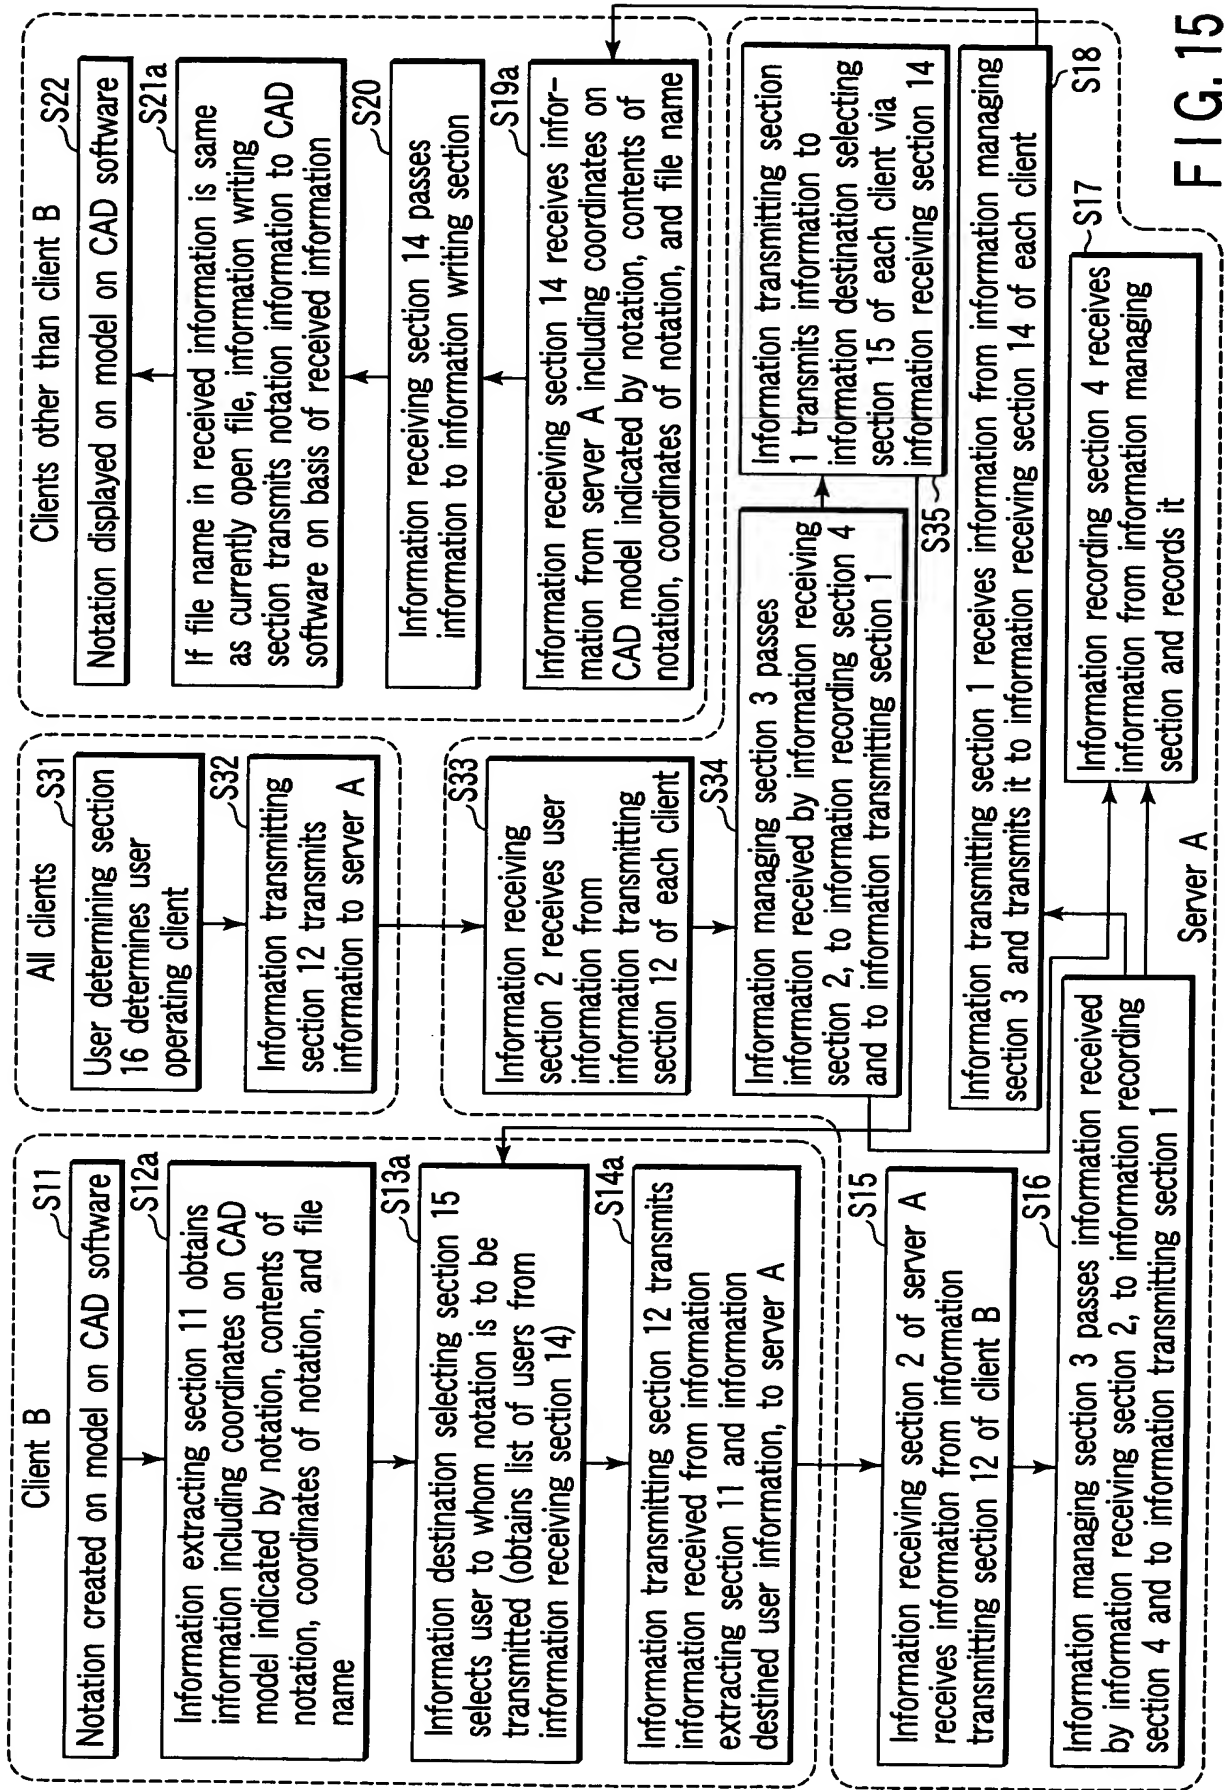 Client B
S11
Notation created on model on CAD software
S12a
Information extracting section 11 obtains
information including coordinates on CAD
model indicated by notation, contents of
notation, coordinates of notation, and file
name
S13a
Information destination selecting section 15
selects user to whom notation is to be
transmitted (obtains list of users from
information receiving section 14)
S14a
Information transmitting section 12 transmits
information received from information
extracting section 11 and information
destined user information, to server A
S15
Information receiving section 2 of server A
receives information from information
transmitting section 12 of client B
S16
Information managing section 3 passes information received
by information receiving section 2, to information recording
section 4 and to information transmitting section 1
All clients
S31
User determining section
16 determines user
operating client
S32
Information transmitting
section 12 transmits
information to server A
S33
Information receiving
section 2 receives user
information from
information transmitting
section 12 of each client
S34
Information managing section 3 passes
information received by information receiving
section 2, to information recording section 4
and to information transmitting section 1
S35
Information transmitting section
1 transmits information to
information destination selecting
section 15 of each client via
information receiving section 14
Information transmitting section 1 receives information from information managing
section 3 and transmits it to information receiving section 14 of each client
S18
S17
Information recording section 4 receives
information from information managing
section and records it
Server A
Clients other than client B
S22
Notation displayed on model on CAD software
S21a
If file name in received information is same
as currently open file, information writing
section transmits notation information to CAD
software on basis of received information
S20
Information receiving section 14 passes
information to information writing section
S19a
Information receiving section 14 receives infor-
mation from server A including coordinates on
CAD model indicated by notation, contents of
notation, coordinates of notation, and file name
FIG. 15